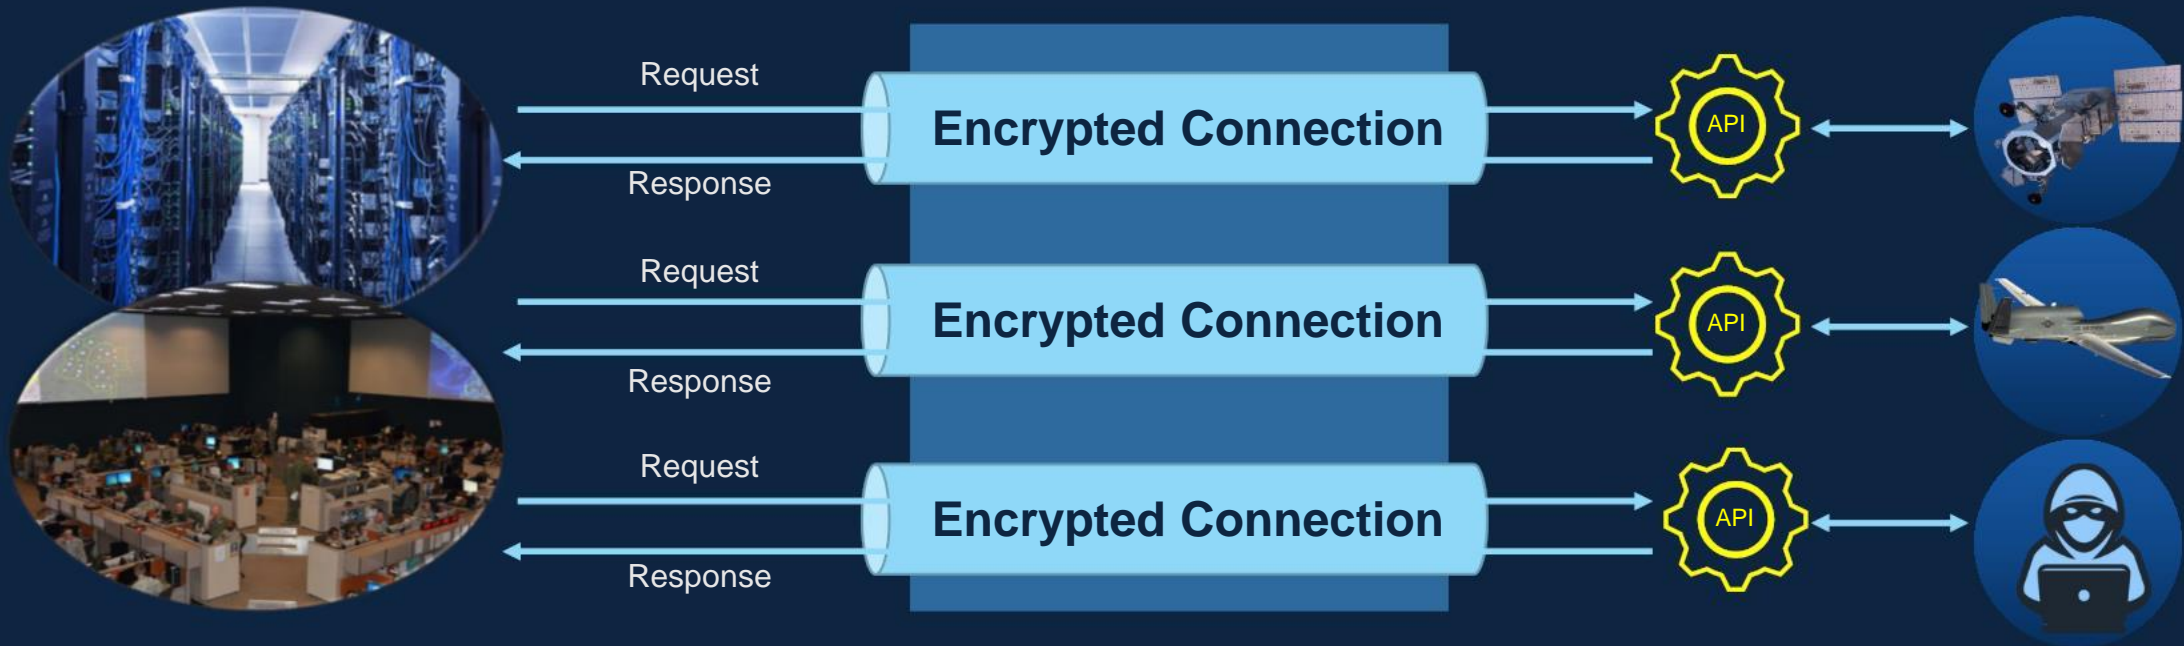 Request
Encrypted Connection
API
Response
Request
Encrypted Connection
API
Response
Request
Encrypted Connection
API
Response